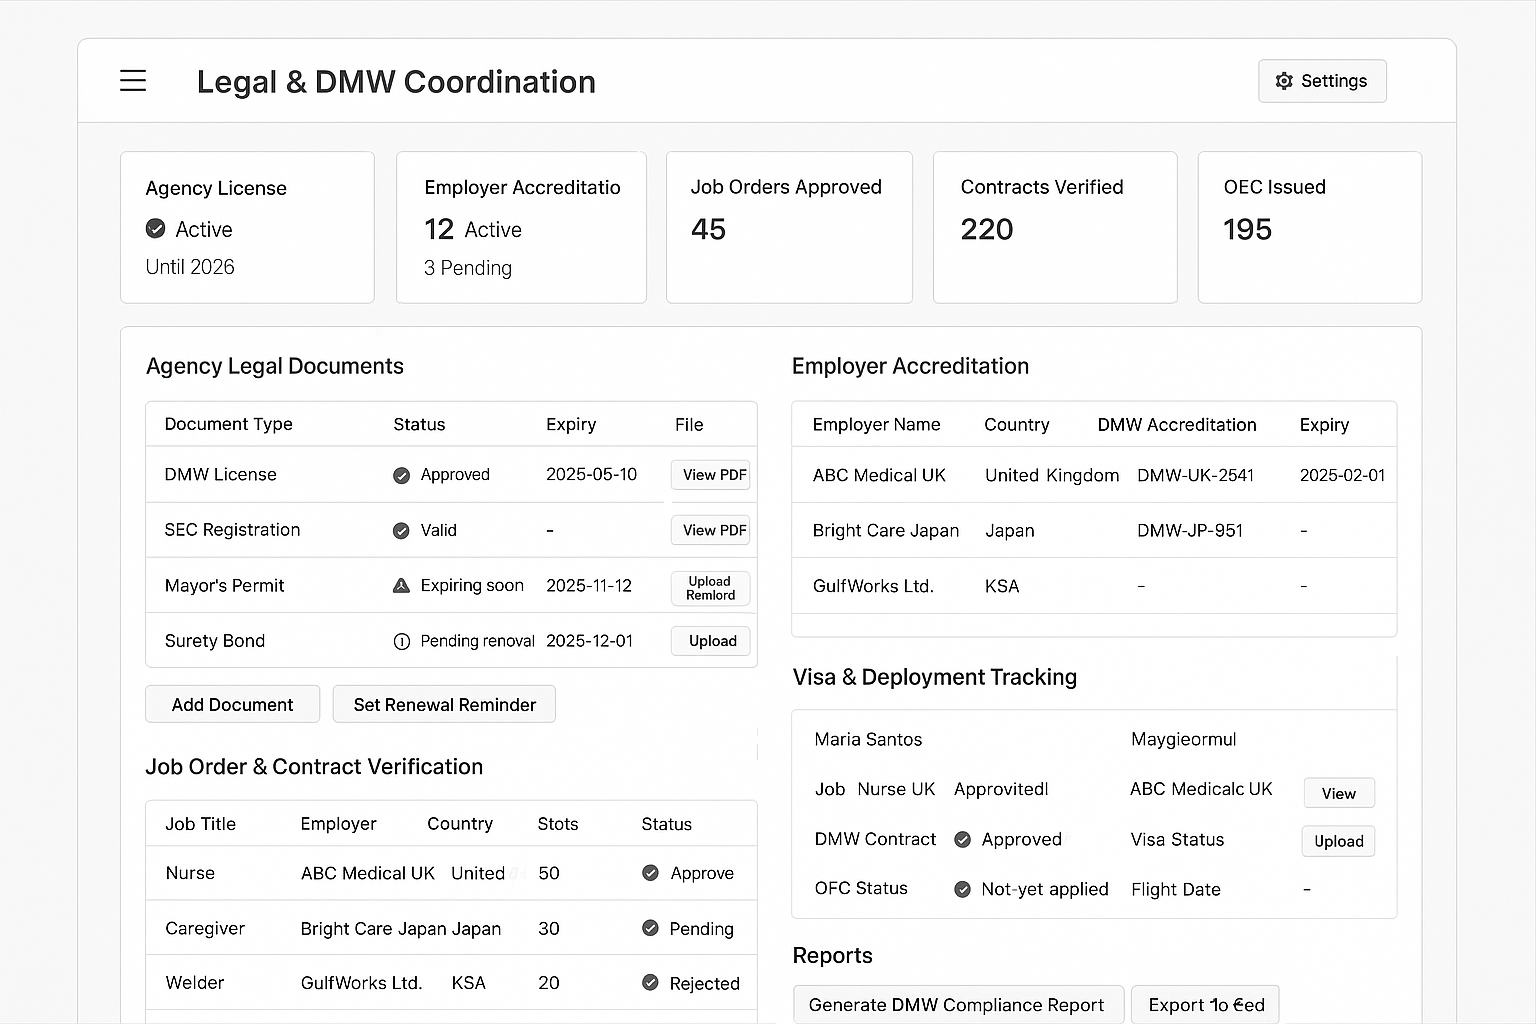 Legal & DMW Coordination
Settings
Agency License
Active
Until 2026
Employer Accreditatio
12 Active
3 Pending
Job Orders Approved
45
Contracts Verified
220
OEC Issued
195
Agency Legal Documents
Document Type Status Expiry File
DMW License Approved 2025-05-10 View PDF
SEC Registration Valid - View PDF
Mayor's Permit Expiring soon 2025-11-12 Upload
Remlord
Surety Bond Pending renoval 2025-12-01 Upload
Add Document Set Renewal Reminder
Job Order & Contract Verification
Job Title Employer Country Stots Status
Nurse ABC Medical UK United 50 Approve
Caregiver Bright Care Japan Japan 30 Pending
Welder GulfWorks Ltd. KSA 20 Rejected
Employer Accreditation
Employer Name Country DMW Accreditation Expiry
ABC Medical UK United Kingdom DMW-UK-2541 2025-02-01
Bright Care Japan Japan DMW-JP-951 -
GulfWorks Ltd. KSA - -
Visa & Deployment Tracking
Maria Santos Maygieormul
Job Nurse UK Approvitedl ABC Medicalc UK View
DMW Contract Approved Visa Status Upload
OFC Status Not-yet applied Flight Date -
Reports
Generate DMW Compliance Report Export